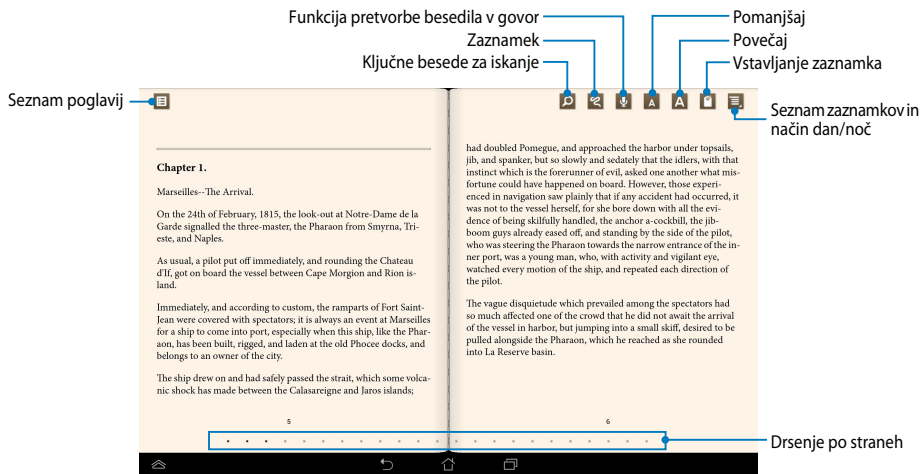 Funkcija pretvorbe besedila v govor
Zaznamek
Ključne besede za iskanje
Pomanjšaj
Povečaj
Vstavljanje zaznamka
Seznam poglavij
Seznam zaznamkov in
način dan/noč
Chapter 1.
Marseilles--The Arrival.
On the 24th of February, 1815, the look-out at Notre-Dame de la
Garde signalled the three-master, the Pharaon from Smyrna, Tri-
este, and Naples.
As usual, a pilot put off immediately, and rounding the Chateau
d'If, got on board the vessel between Cape Morgion and Rion is-
land.
Immediately, and according to custom, the ramparts of Fort Saint-
Jean were covered with spectators; it is always an event at Marseilles
for a ship to come into port, especially when this ship, like the Phar-
aon, has been built, rigged, and laden at the old Phocee docks, and
belongs to an owner of the city.
The ship drew on and had safely passed the strait, which some volca-
nic shock has made between the Calasareigne and Jaros islands;
5
had doubled Pomegue, and approached the harbor under topsails,
jib, and spanker, but so slowly and sedately that the idlers, with that
instinct which is the forerunner of evil, asked one another what mis-
fortune could have happened on board. However, those experi-
enced in navigation saw plainly that if any accident had occurred, it
was not to the vessel herself, for she bore down with all the evi-
dence of being skilfully handled, the anchor a-cockbill, the jib-
boom guys already eased off, and standing by the side of the pilot,
who was steering the Pharaon towards the narrow entrance of the in-
ner port, was a young man, who, with activity and vigilant eye,
watched every motion of the ship, and repeated each direction of
the pilot.
The vague disquietude which prevailed among the spectators had
so much affected one of the crowd that he did not await the arrival
of the vessel in harbor, but jumping into a small skiff, desired to be
pulled alongside the Pharaon, which he reached as she rounded
into La Reserve basin.
6
Drsenje po straneh